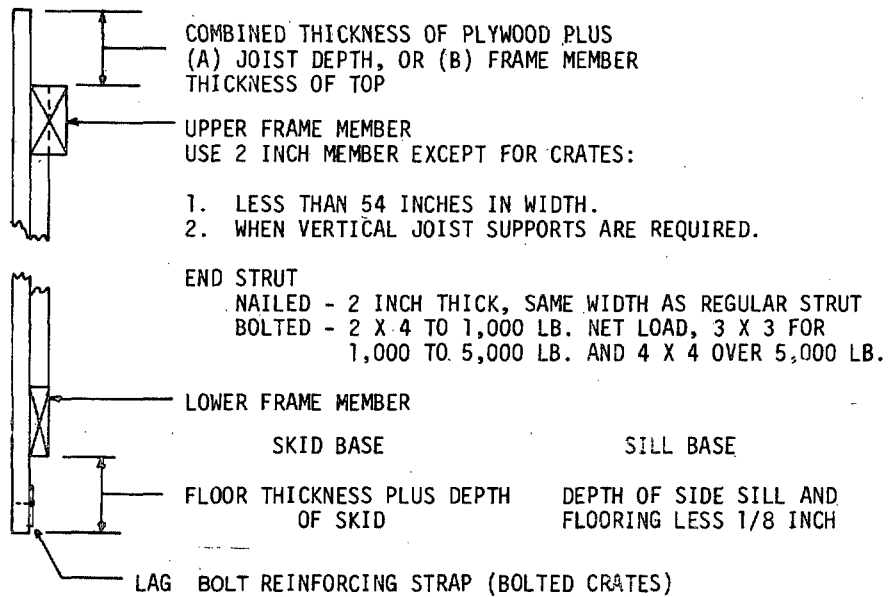 COMBINED THICKNESS OF PLYWOOD PLUS
(A) JOIST DEPTH, OR (B) FRAME MEMBER
THICKNESS OF TOP
UPPER FRAME MEMBER
USE 2 INCH MEMBER EXCEPT FOR CRATES:
1. LESS THAN 54 INCHES IN WIDTH.
2. WHEN VERTICAL JOIST SUPPORTS ARE REQUIRED.
END STRUT
NAILED - 2 INCH THICK, SAME WIDTH AS REGULAR STRUT
BOLTED - 2 X 4 TO 1,000 LB. NET LOAD, 3 X 3 FOR
1,000 TO 5,000 LB. AND 4 X 4 OVER 5,000 LB.
LOWER FRAME MEMBER
SKID BASE SILL BASE
FLOOR THICKNESS PLUS DEPTH
OF SKID
DEPTH OF SIDE SILL AND
FLOORING LESS 1/8 INCH
LAG BOLT REINFORCING STRAP (BOLTED CRATES)